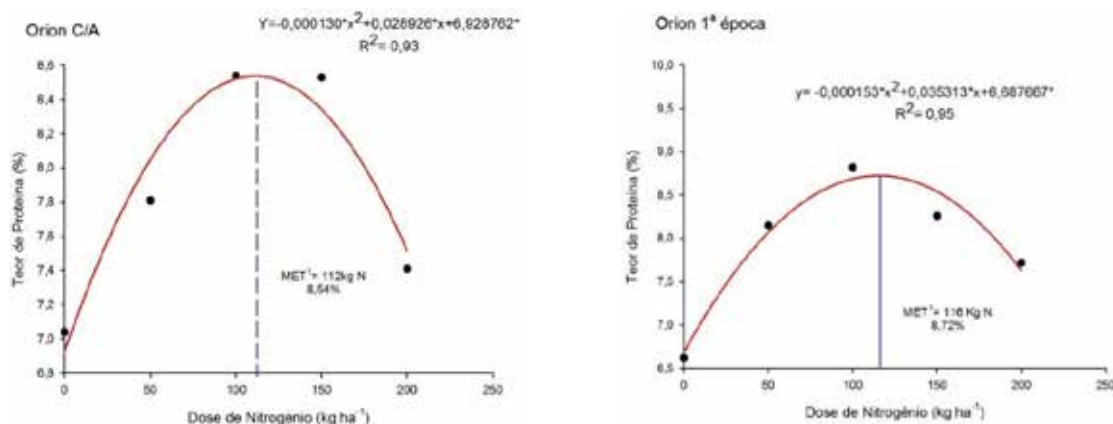 Orion C/A
Y=-0,000130*x²+0,028926*x+6,928762*
R²= 0,93
8,6
8,4
8,2
8,0
7,8
7,6
7,4
7,2
7,0
6,8
Teor de Proteína (%)
MET¹= 112kg N
8,54%
0 50 100 150 200 250
Dose de Nitrogenio (kg ha⁻¹)
Orion 1ª época
y= -0,000153*x²+0,035313*x+6,687667*
R²= 0,95
10,0
9,5
9,0
8,5
8,0
7,5
7,0
6,5
Teor de Proteína (%)
MET¹= 116 Kg N
8,72%
0 50 100 150 200 250
Dose de Nitrogênio (kg ha⁻¹)